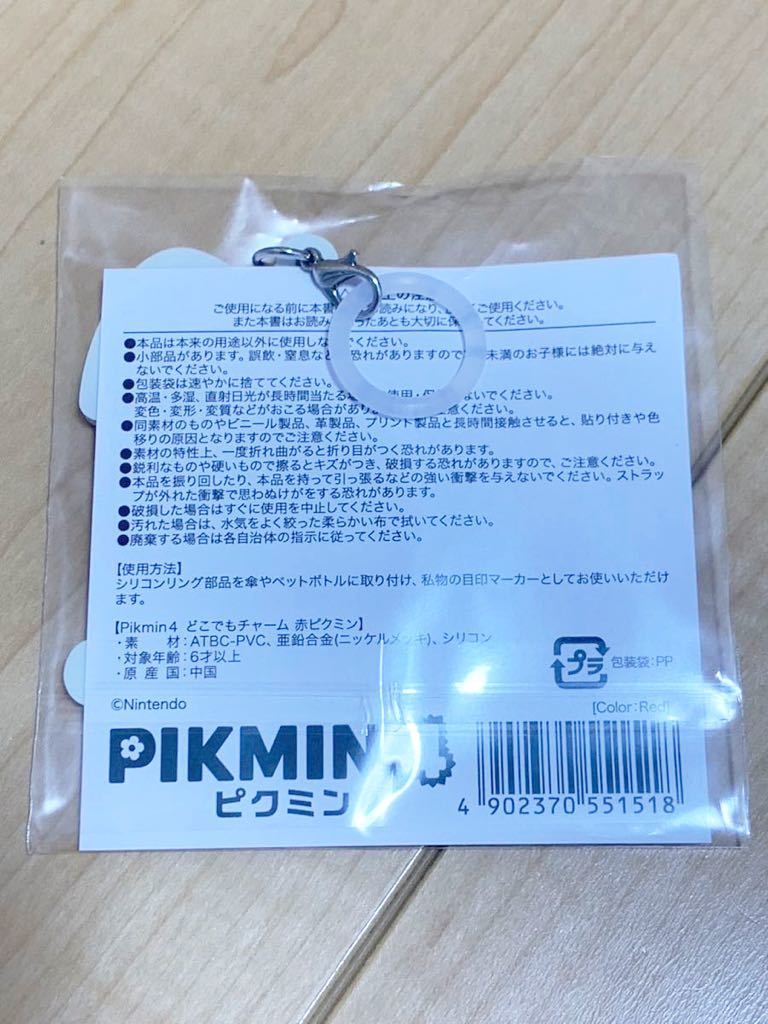 上の注意
ご使用になる前に本書 お読みになり、 くご使用ください。
また本書はお読み ったあとも大切に保 てください。
●本品は本来の用途以外に使用しな でください。
●小部品があります。誤飲・窒息など 恐れがありますので 未満のお子様には絶対に与え
ないでください。
●包装袋は速やかに捨ててください。
●高温・多湿、直射日光が長時間当たる場 使用・保 ないでください。
変色・変形・変質などがおこる場合があり 注意ください。
●同素材のものやビニール製品、革製品、プリント製品と長時間接触させると、貼り付きや色
移りの原因となりますのでご注意ください。
●素材の特性上、一度折れ曲がると折り目がつく恐れがあります。
●鋭利なものや硬いもので擦るとキズがつき、破損する恐れがありますので、ご注意ください。
●本品を振り回したり、本品を持って引っ張るなどの強い衝撃を与えないでください。ストラッ
プが外れた衝撃で思わぬけがをする恐れがあります。
●破損した場合はすぐに使用を中止してください。
●汚れた場合は、水気をよく絞った柔らかい布で拭いてください。
●廃棄する場合は各自治体の指示に従ってください。
【使用方法】
シリコンリング部品を傘やペットボトルに取り付け、私物の目印マーカーとしてお使いいただけ
ます。
【Pikmin4 どこでもチャーム 赤ピクミン】
・素 材：ATBC-PVC、亜鉛合金(ニッケルメッキ)、シリコン
・対象年齢：6才以上
・原 産 国：中国
プラ 包装袋：PP
©Nintendo
[Color:Red]
PIKMIN
ピクミン
4 902370 551518